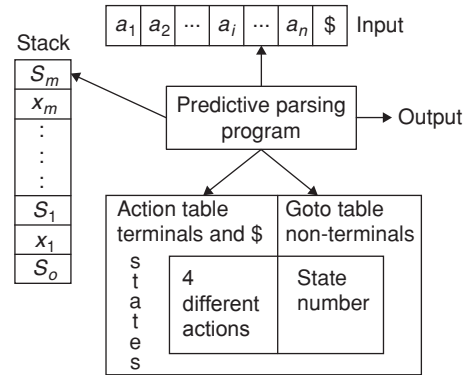 a1 a2 ... ai ... an $ Input
Stack
Sm
xm
.
.
.
.
S1
x1
So
Predictive parsing
program
Output
Action table
terminals and $
Goto table
non-terminals
states
4
different
actions
State
number